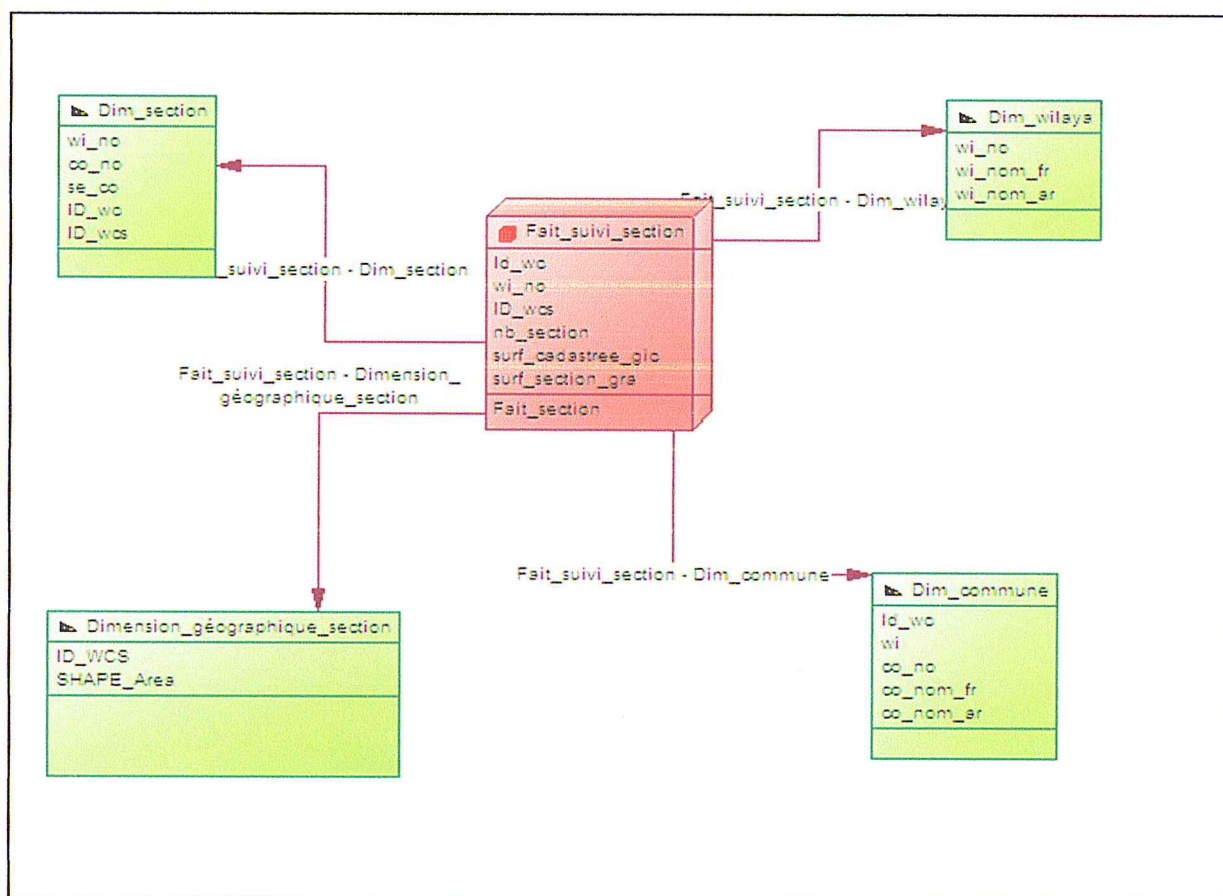 Dim_section
wi_no
co_no
se_co
ID_wc
ID_wcs
_suivi_section - Dim_section
Dim_wilaya
wi_no
wi_nom_fr
wi_nom_ar
Fait_suivi_section - Dim_wilay
Fait_suivi_section
Id_wc
wi_no
ID_wcs
nb_section
surf_cadastree_gic
surf_section_gra
Fait_section
Fait_suivi_section - Dimension_
géographique_section
Dimension_géographique_section
ID_WCS
SHAPE_Area
Fait_suivi_section - Dim_commune
Dim_commune
Id_wc
wi
co_no
co_nom_fr
co_nom_ar